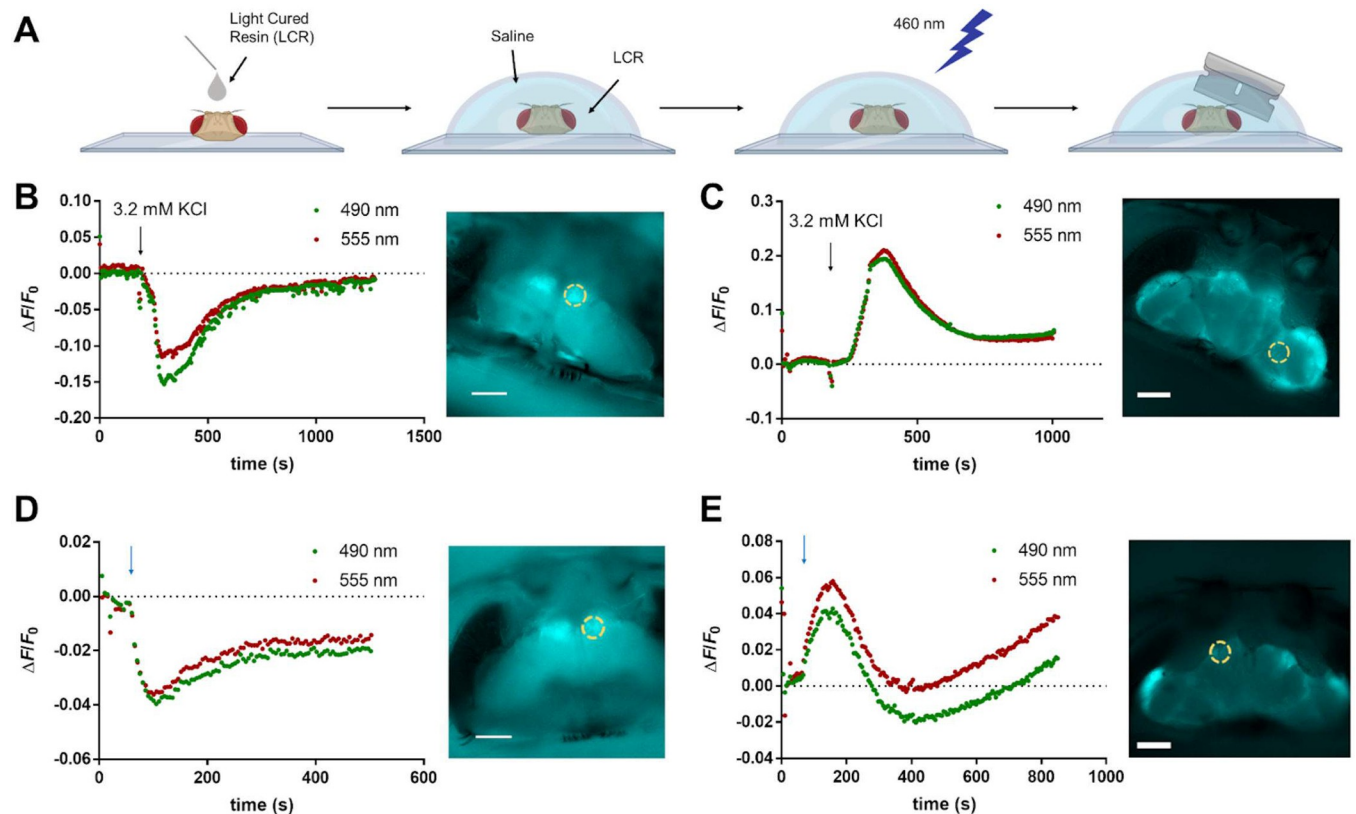 A
Light Cured
Resin (LCR)
Saline
LCR
460 nm
B
3.2 mM KCl
490 nm
555 nm
0.10
0.05
0.00
-0.05
-0.10
-0.15
-0.20
ΔF/F0
0
500
1000
1500
time (s)
C
3.2 mM KCl
490 nm
555 nm
0.3
0.2
0.1
0.0
-0.1
ΔF/F0
0
500
1000
time (s)
D
490 nm
555 nm
0.02
0.00
-0.02
-0.04
-0.06
ΔF/F0
0
200
400
600
time (s)
E
490 nm
555 nm
0.08
0.06
0.04
0.02
0.00
-0.02
-0.04
ΔF/F0
0
200
400
600
800
1000
time (s)